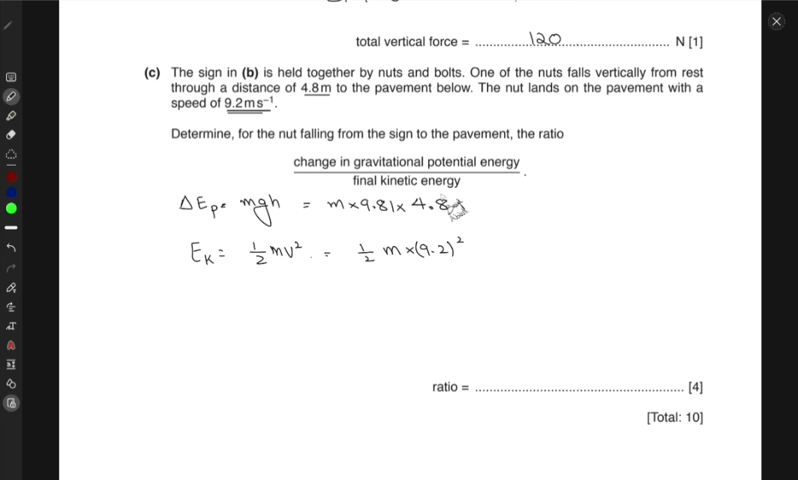 total vertical force = ............120............ N [1]
(c) The sign in (b) is held together by nuts and bolts. One of the nuts falls vertically from rest
through a distance of 4.8m to the pavement below. The nut lands on the pavement with a
speed of 9.2ms⁻¹.
Determine, for the nut falling from the sign to the pavement, the ratio
change in gravitational potential energy
final kinetic energy
.
ΔEp = mgh = m×9.81×4.8
EK = 1/2 mv² = 1/2 m×(9.2)²
ratio = ........................ [4]
[Total: 10]